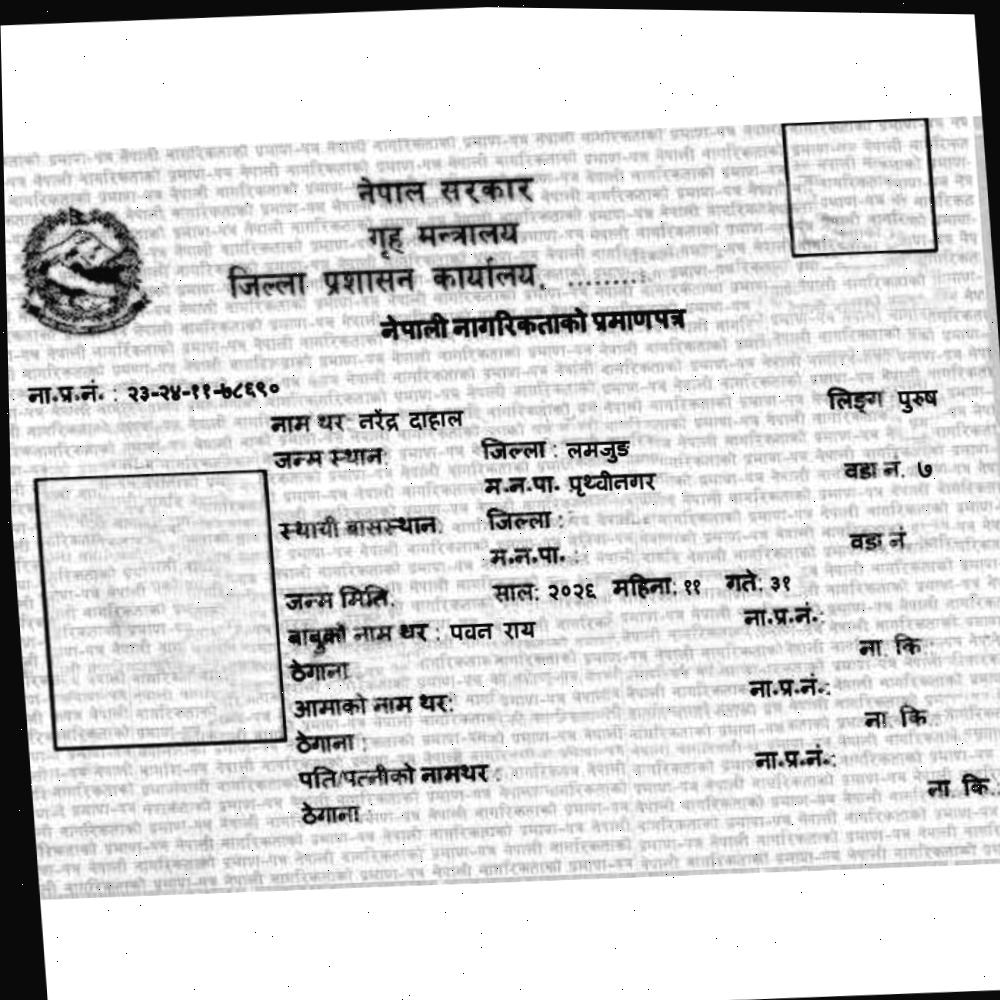 नेपाल सरकार
गृह मन्त्रालय
जिल्ला प्रशासन कार्यालय, .........
नेपाली नागरिकताको प्रमाणपत्र
ना.प्र.नं. : २३-२४-११-७८६९०
लिङ्ग पुरुष
नाम थर नरेंद्र दाहाल
जन्म स्थान: जिल्ला : लमजुङ
म.न.पा. पृथ्वीनगर वडा नं. ७
स्थायी बासस्थान: जिल्ला :
म.न.पा. : वडा नं.
जन्म मिति: साल: २०२६ महिना: ११ गते: ३१
बाबुको नाम थर : पवन राय ना.प्र.नं.:
ठेगाना ना. कि.:
आमाको नाम थर: ना.प्र.नं.:
ठेगाना : ना कि.
पति/पत्नीको नामथर : ना.प्र.नं.:
ठेगाना : ना. कि.: